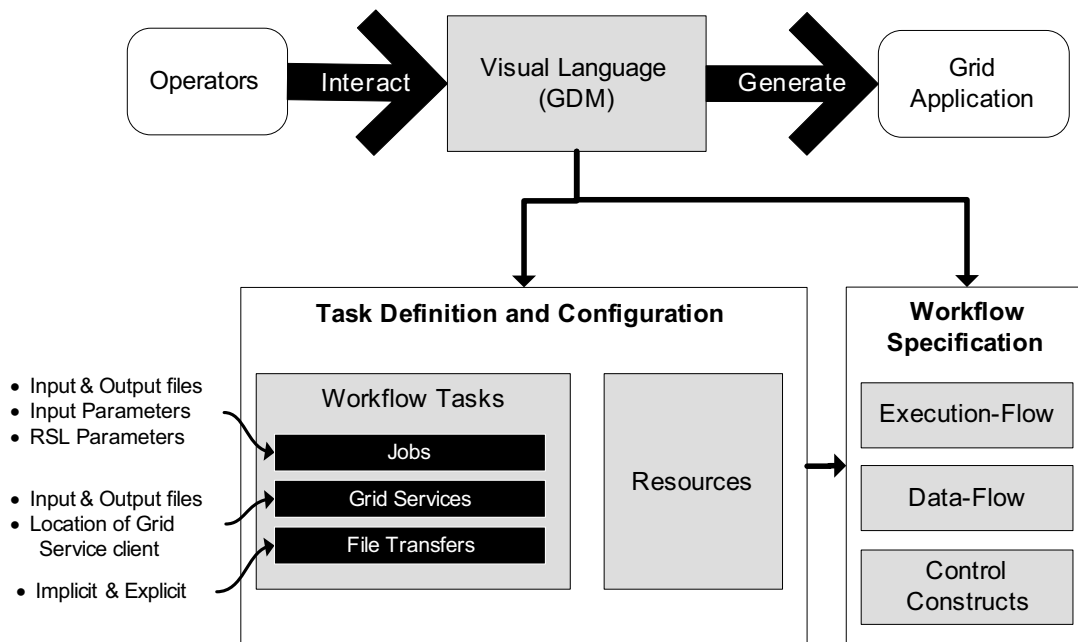 Operators
Interact
Visual Language
(GDM)
Generate
Grid
Application
Task Definition and Configuration
Workflow
Specification
• Input & Output files
• Input Parameters
• RSL Parameters
• Input & Output files
• Location of Grid
Service client
• Implicit & Explicit
Workflow Tasks
Jobs
Grid Services
File Transfers
Resources
Execution-Flow
Data-Flow
Control
Constructs